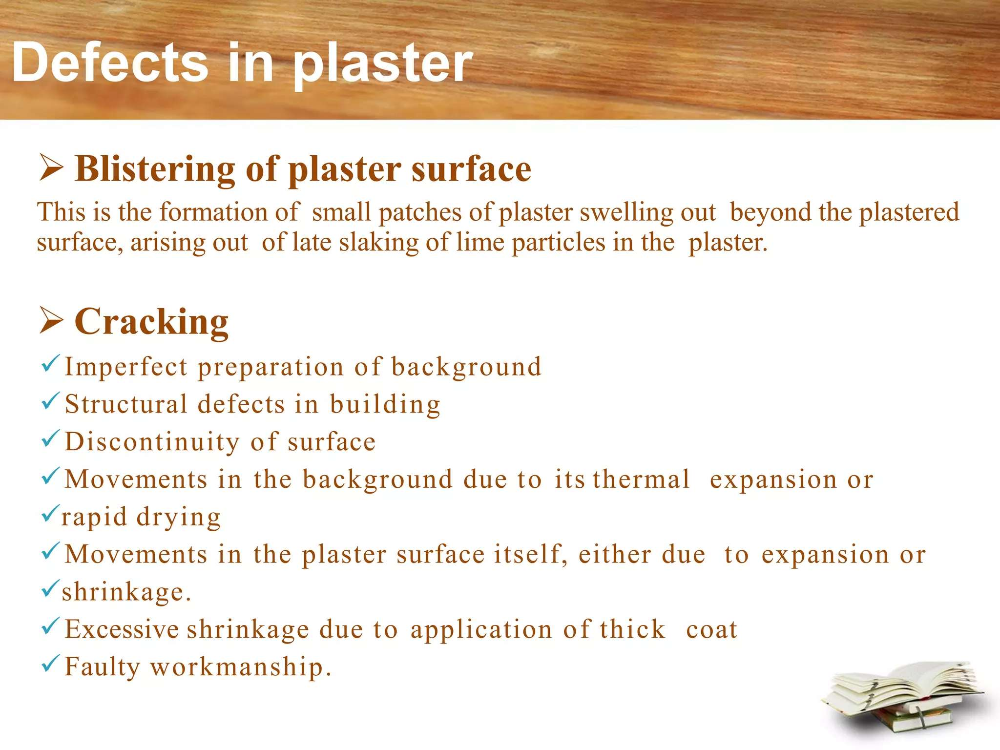 Defects in plaster
➢ Blistering of plaster surface
This is the formation of small patches of plaster swelling out beyond the plastered
surface, arising out of late slaking of lime particles in the plaster.
➢ Cracking
✓ Imperfect preparation of background
✓ Structural defects in building
✓ Discontinuity of surface
✓ Movements in the background due to its thermal expansion or
✓ rapid drying
✓ Movements in the plaster surface itself, either due to expansion or
✓ shrinkage.
✓ Excessive shrinkage due to application of thick coat
✓ Faulty workmanship.